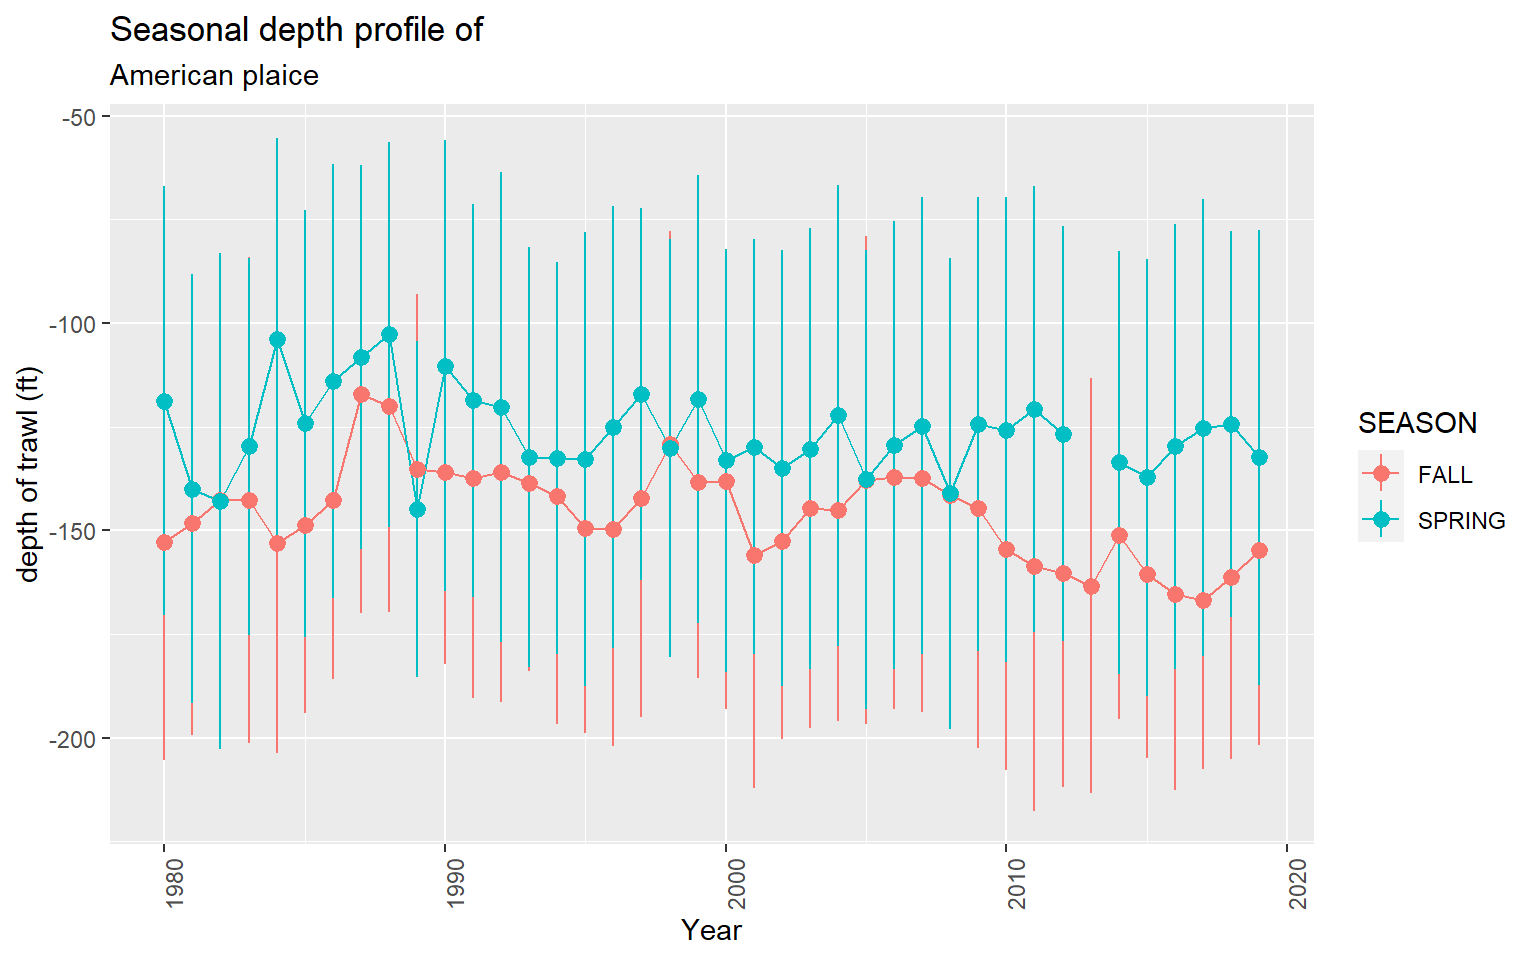 Seasonal depth profile of
American plaice
-50
-100
-150
-200
depth of trawl (ft)
1980
1990
2000
2010
2020
Year
SEASON
FALL
SPRING